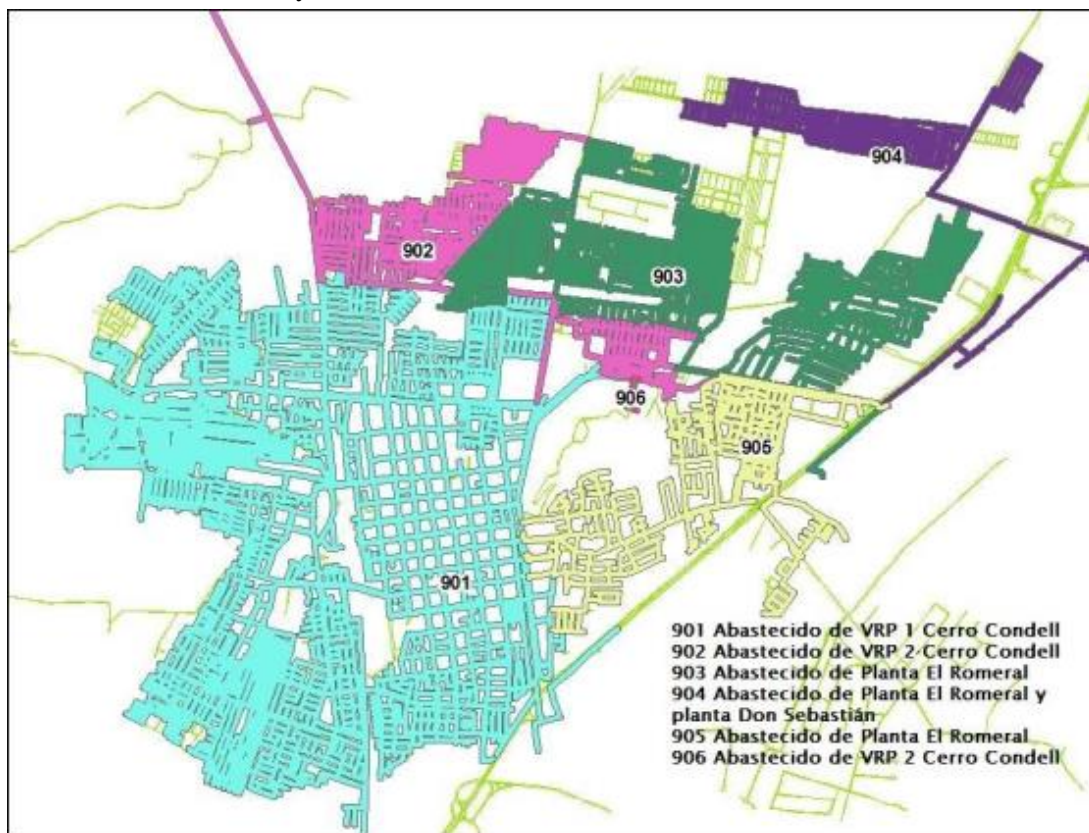 904
902
903
906
905
901
901 Abastecido de VRP 1 Cerro Condell
902 Abastecido de VRP 2 Cerro Condell
903 Abastecido de Planta El Romeral
904 Abastecido de Planta El Romeral y
planta Don Sebastián
905 Abastecido de Planta El Romeral
906 Abastecido de VRP 2 Cerro Condell